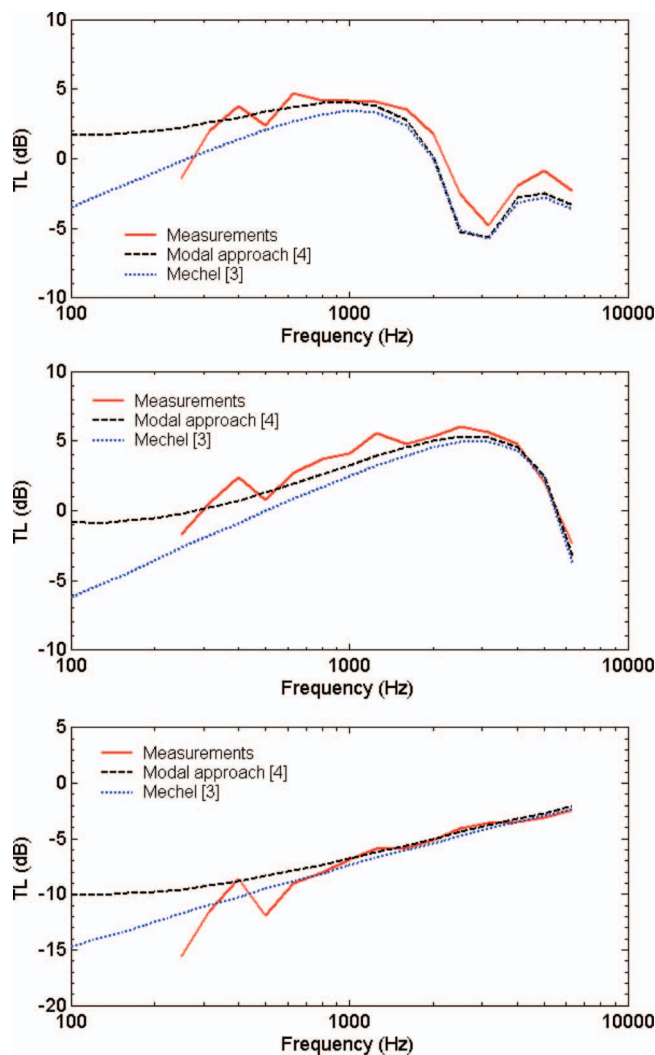 10
5
0
-5
-10
TL (dB)
Measurements
Modal approach [4]
Mechel [3]
100
1000
10000
Frequency (Hz)
10
5
0
-5
-10
TL (dB)
Measurements
Modal approach [4]
Mechel [3]
100
1000
10000
Frequency (Hz)
5
0
-5
-10
-15
-20
TL (dB)
Measurements
Modal approach [4]
Mechel [3]
100
1000
10000
Frequency (Hz)